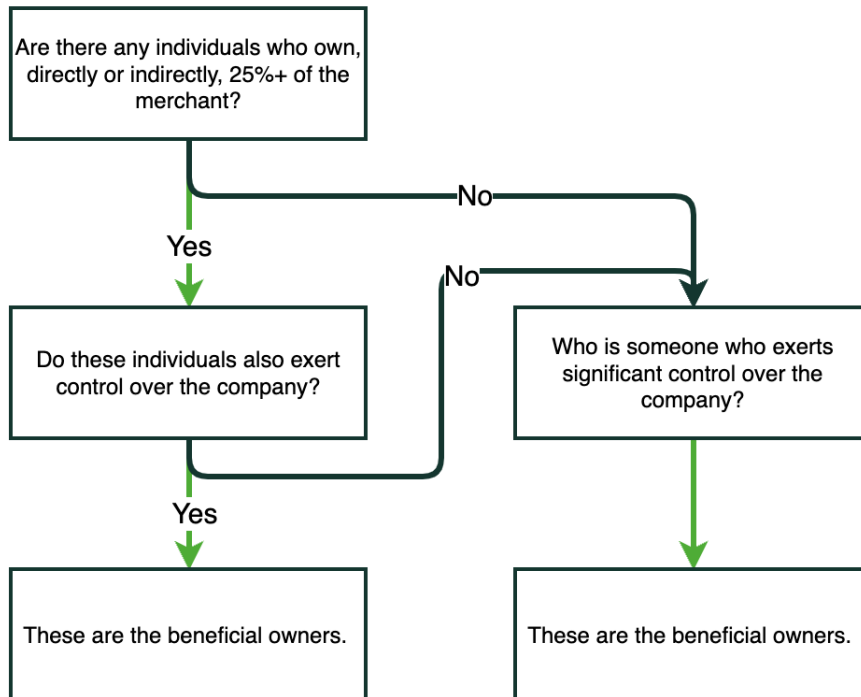 Are there any individuals who own,
directly or indirectly, 25%+ of the
merchant?
No
Yes
No
Do these individuals also exert
control over the company?
Who is someone who exerts
significant control over the
company?
Yes
These are the beneficial owners.
These are the beneficial owners.